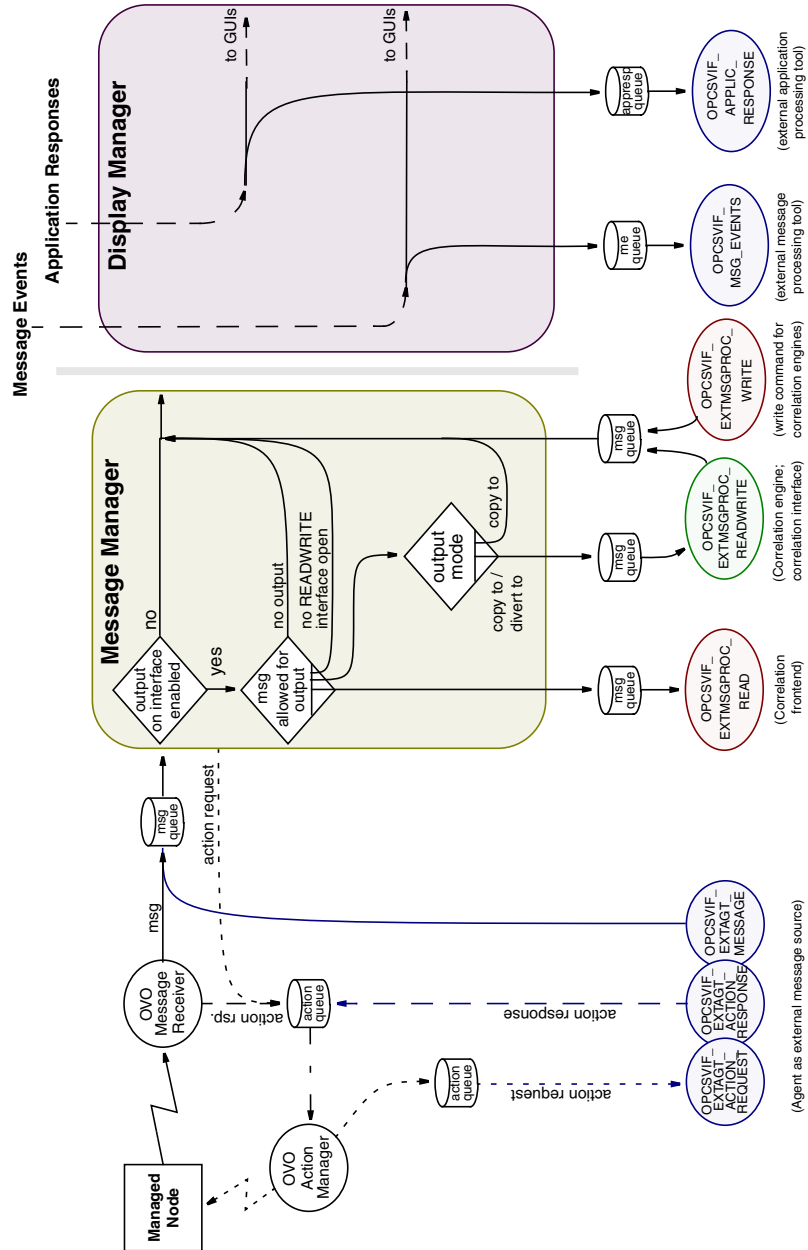 Message Events
Application Responses
Message Manager
Display Manager
to GUIs
to GUIs
Managed
Node
OVO
Message
Receiver
msg
msg
queue
output
on interface
enabled
no
yes
msg
allowed for
output
no output
no READWRITE
interface open
output
mode
copy to
copy to /
divert to
action request
action rsp.
action
queue
OVO
Action
Manager
action
queue
action request
action response
msg
queue
msg
queue
msg
queue
me
queue
appresp
queue
OPCSVIF_
EXTAGT_
ACTION_
REQUEST
OPCSVIF_
EXTAGT_
ACTION_
RESPONSE
OPCSVIF_
EXTAGT_
MESSAGE
(Agent as external message source)
OPCSVIF_
EXTMSGPROC_
READ
(Correlation
frontend)
OPCSVIF_
EXTMSGPROC_
READWRITE
(Correlation engine;
correlation interface)
OPCSVIF_
EXTMSGPROC_
WRITE
(write command for
correlation engines)
OPCSVIF_
MSG_EVENTS
(external message
processing tool)
OPCSVIF_
APPLIC_
RESPONSE
(external application
processing tool)